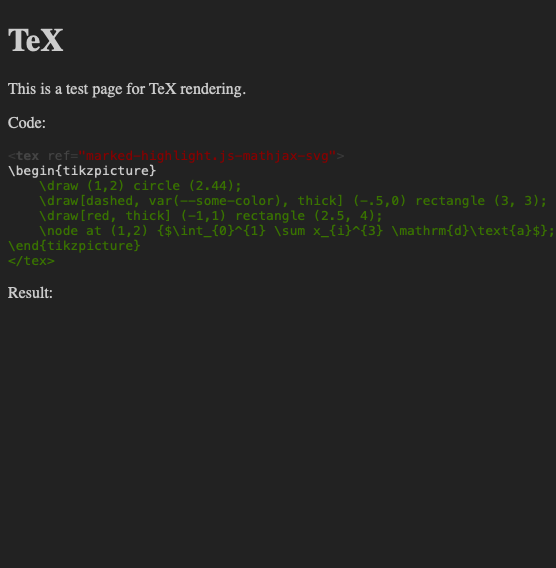 TeX
This is a test page for TeX rendering.
Code:
<tex ref="marked-highlight.js-mathjax-svg">
\begin{tikzpicture}
    \draw (1,2) circle (2.44);
    \draw[dashed, var(--some-color), thick] (-.5,0) rectangle (3, 3);
    \draw[red, thick] (-1,1) rectangle (2.5, 4);
    \node at (1,2) {$\int_{0}^{1} \sum x_{i}^{3} \mathrm{d}\text{a}$};
\end{tikzpicture}
</tex>
Result: